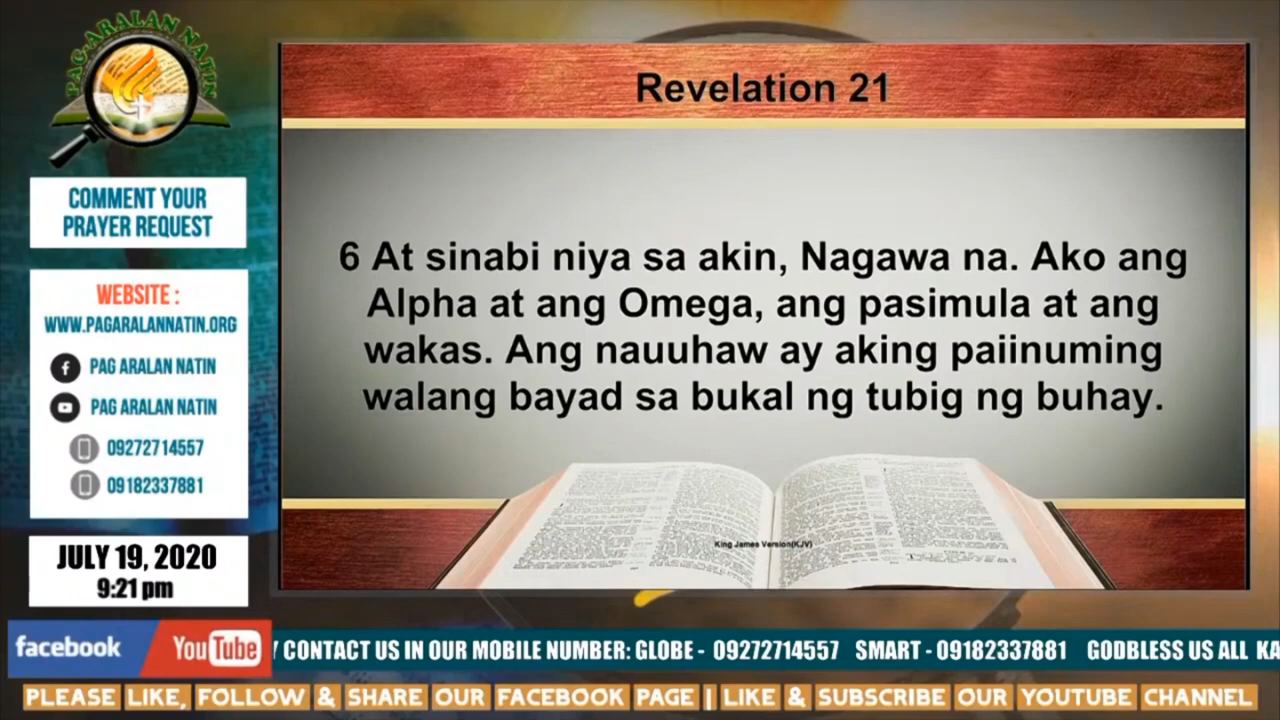 PAG-ARALAN NATIN
COMMENT YOUR
PRAYER REQUEST
WEBSITE :
WWW.PAGARALANNATIN.ORG
PAG ARALAN NATIN
PAG ARALAN NATIN
09272714557
09182337881
JULY 19, 2020
9:21 pm
Revelation 21
6 At sinabi niya sa akin, Nagawa na. Ako ang
Alpha at ang Omega, ang pasimula at ang
wakas. Ang nauuhaw ay aking paiinuming
walang bayad sa bukal ng tubig ng buhay.
King James Version(KJV)
facebook YouTube
Y CONTACT US IN OUR MOBILE NUMBER: GLOBE - 09272714557 SMART - 09182337881 GODBLESS US ALL KA
PLEASE LIKE, FOLLOW & SHARE OUR FACEBOOK PAGE | LIKE & SUBSCRIBE OUR YOUTUBE CHANNEL